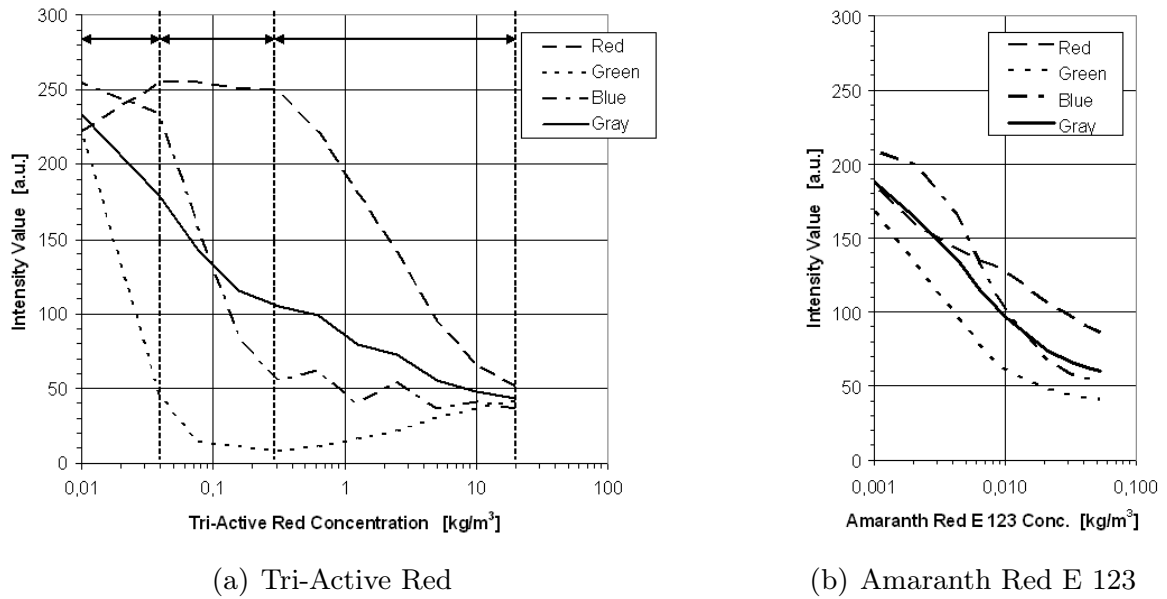 300
250
200
150
100
50
0
Intensity Value [a.u.]
Red
Green
Blue
Gray
0,01
0,1
1
10
100
Tri-Active Red Concentration [kg/m³]
(a) Tri-Active Red
300
250
200
150
100
50
0
Intensity Value [a.u.]
Red
Green
Blue
Gray
0,001
0,010
0,100
Amaranth Red E 123 Conc. [kg/m³]
(b) Amaranth Red E 123